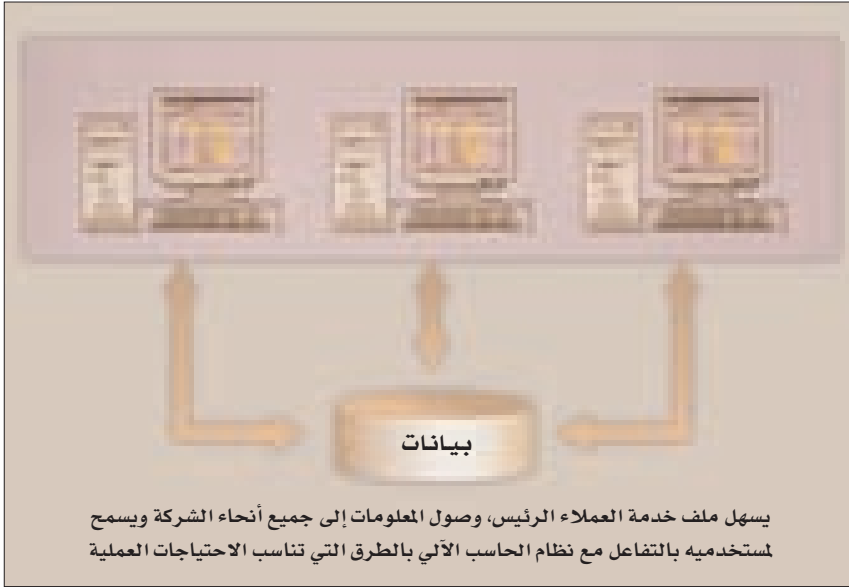 بيانات
يسهل ملف خدمة العملاء الرئيس، وصول المعلومات إلى جميع أنحاء الشركة ويسمح
لمستخدميه بالتفاعل مع نظام الحاسب الآلي بالطرق التي تناسب الاحتياجات العملية